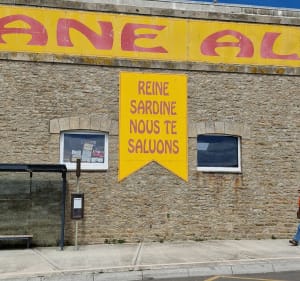 ANE AL
REINE
SARDINE
NOUS TE
SALUONS